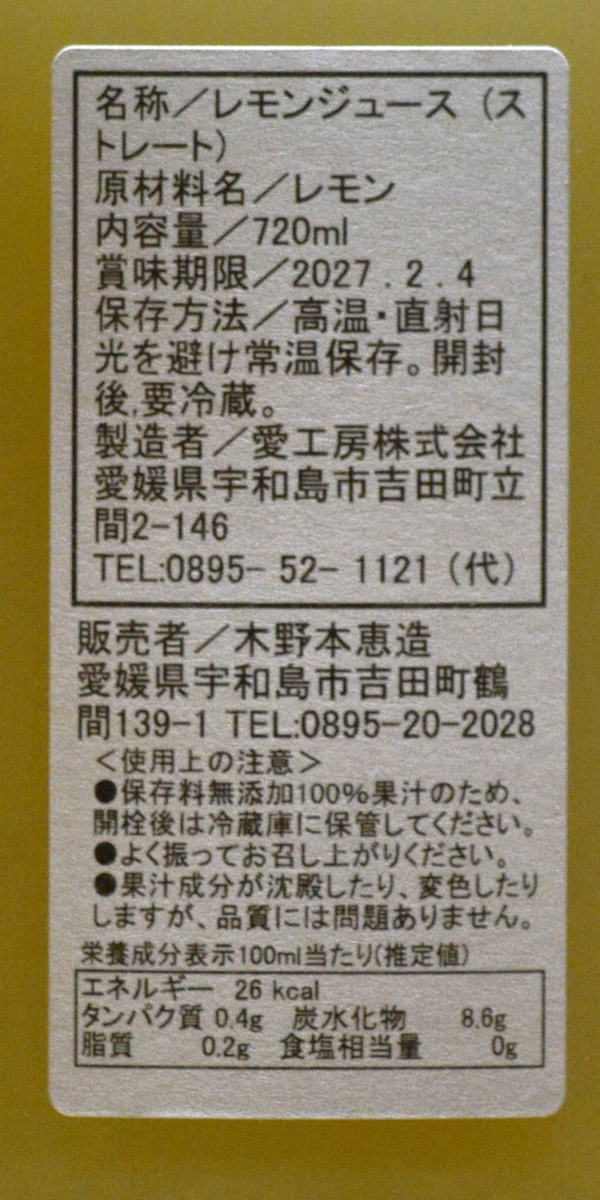 名称／レモンジュース（ス
トレート）
原材料名／レモン
内容量／720ml
賞味期限／2027．2．4
保存方法／高温・直射日
光を避け常温保存。開封
後,要冷蔵。
製造者／愛工房株式会社
愛媛県宇和島市吉田町立
間2-146
TEL:0895- 52- 1121（代）
販売者／木野本恵造
愛媛県宇和島市吉田町鶴
間139-1 TEL:0895-20-2028
＜使用上の注意＞
●保存料無添加100%果汁のため、
開栓後は冷蔵庫に保管してください。
●よく振ってお召し上がりください。
●果汁成分が沈殿したり、変色したり
しますが、品質には問題ありません。
栄養成分表示100ml当たり(推定値)
エネルギー 26 kcal
タンパク質 0.4g 炭水化物 8.6g
脂質 0.2g 食塩相当量 0g